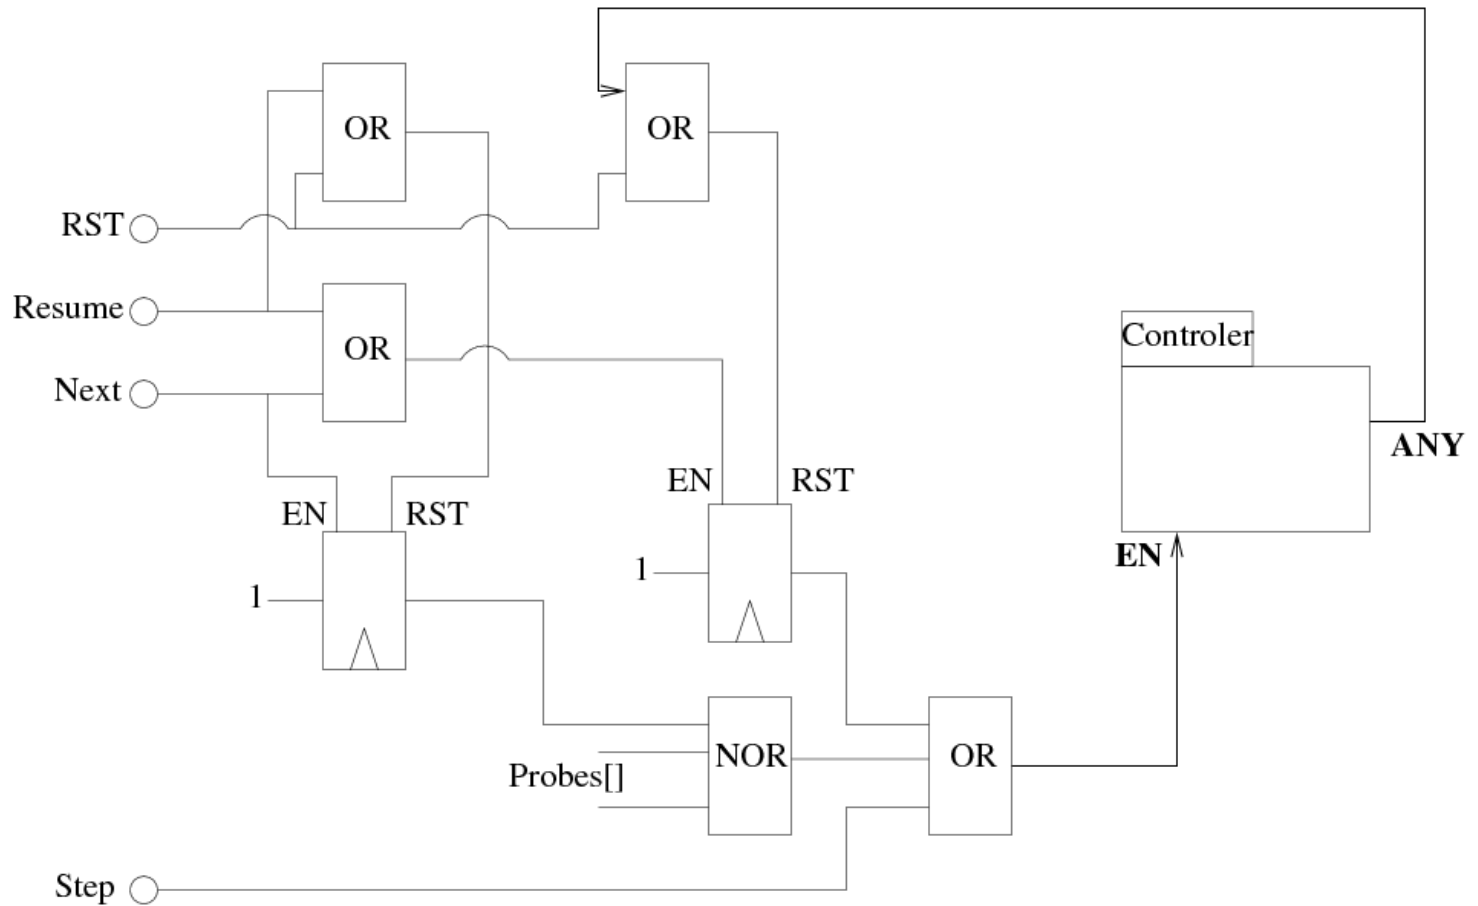 OR
OR
RST
Resume
OR
Next
Controler
ANY
EN
RST
EN
RST
EN
1
1
NOR
OR
Probes[]
Step